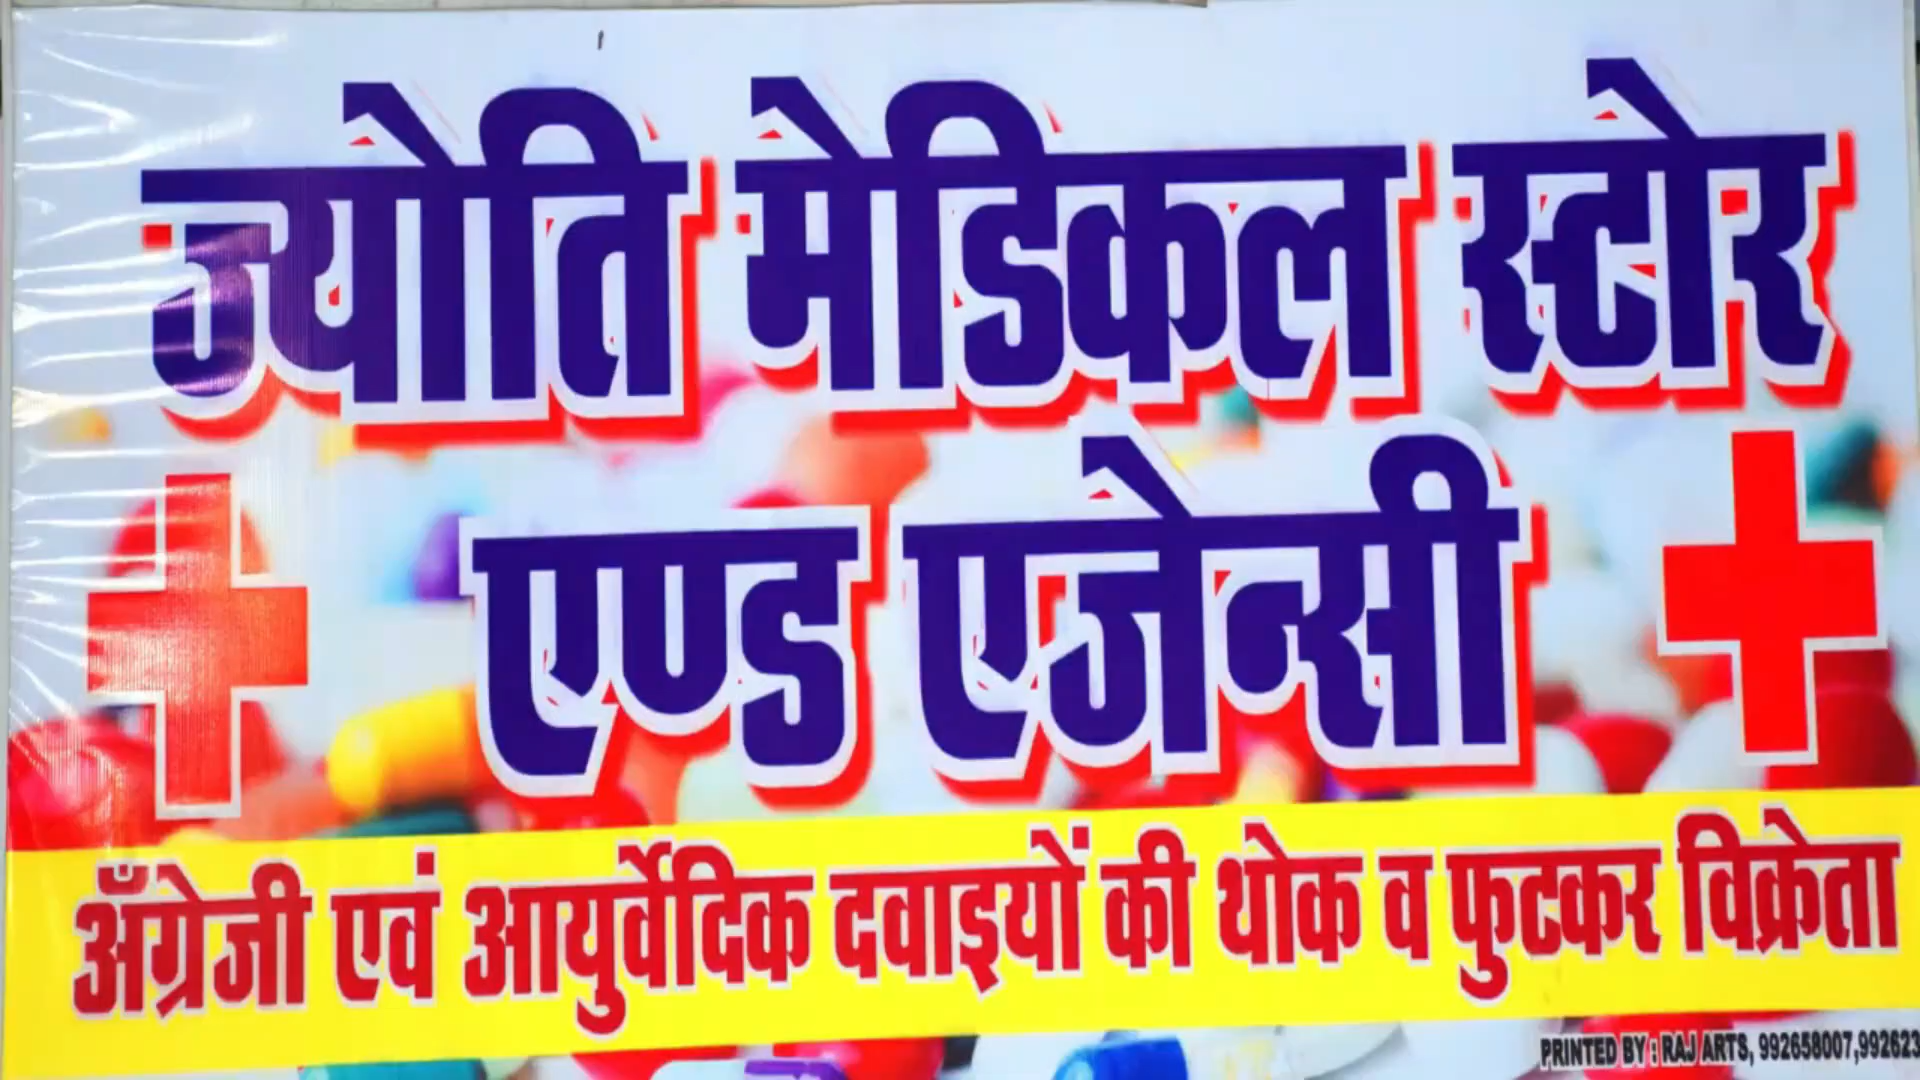 ज्योति मेडिकल स्टोर
एण्ड एजेन्सी
अँग्रेजी एवं आयुर्वेदिक दवाइयों की थोक व फुटकर विक्रेता
PRINTED BY : RAJ ARTS, 992658007,992623